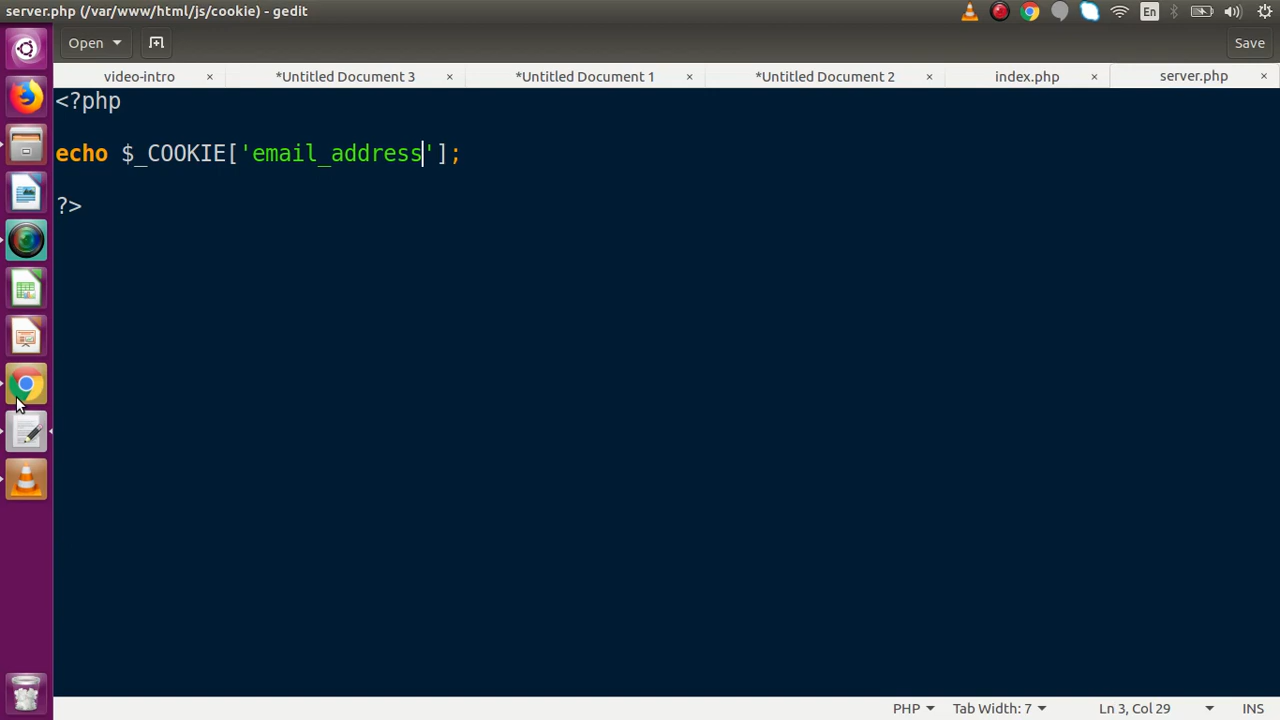 server.php (/var/www/html/js/cookie) - gedit
En
Open
Save
video-intro × *Untitled Document 3 × *Untitled Document 1 × *Untitled Document 2 × index.php × server.php ×
<?php
echo $_COOKIE['email_address'];
?>
PHP Tab Width: 7 Ln 3, Col 29 INS